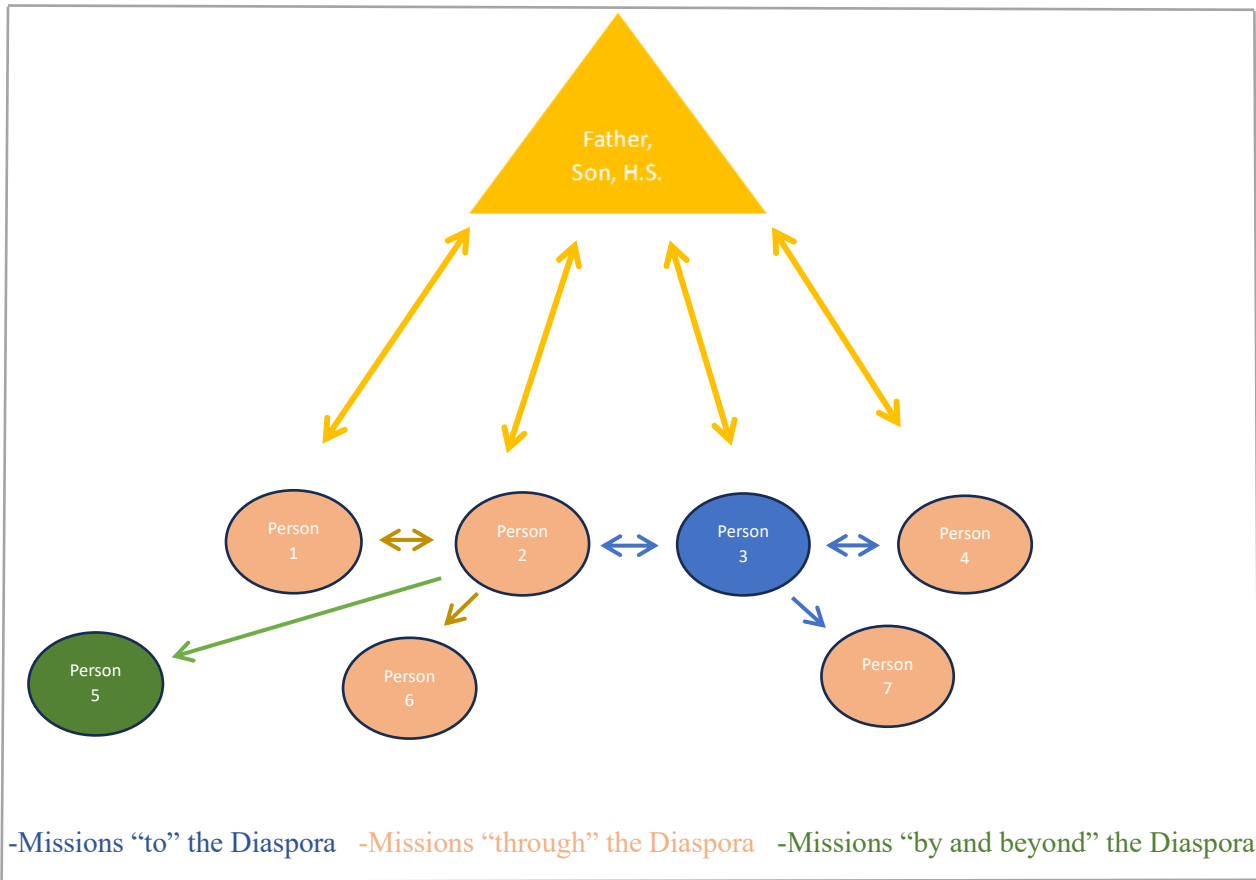 Father,
Son, H.S.
Person
1
Person
2
Person
3
Person
4
Person
5
Person
6
Person
7
-Missions “to” the Diaspora -Missions “through” the Diaspora -Missions “by and beyond” the Diaspora